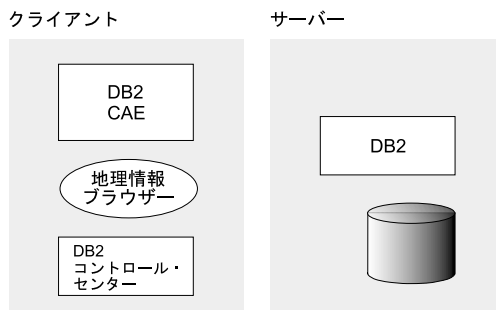 クライアント
サーバー
DB2
CAE
地理情報
ブラウザー
DB2
コントロール・
センター
DB2